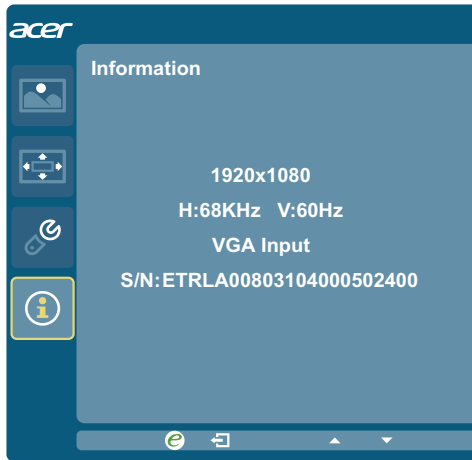 acer
Information
1920x1080
H:68KHz V:60Hz
VGA Input
S/N:ETRLA00803104000502400
e